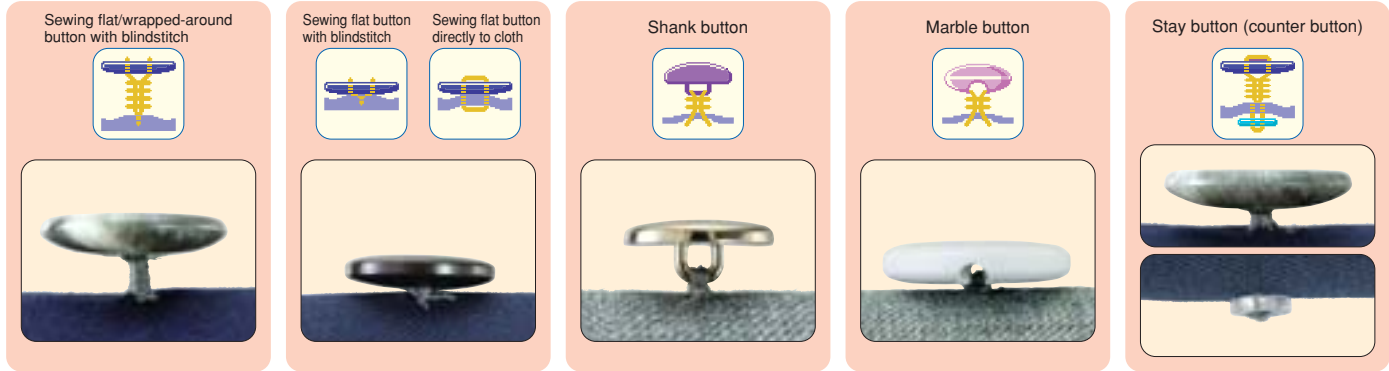 Sewing flat/wrapped-around
button with blindstitch
Sewing flat button
with blindstitch
Sewing flat button
directly to cloth
Shank button
Marble button
Stay button (counter button)